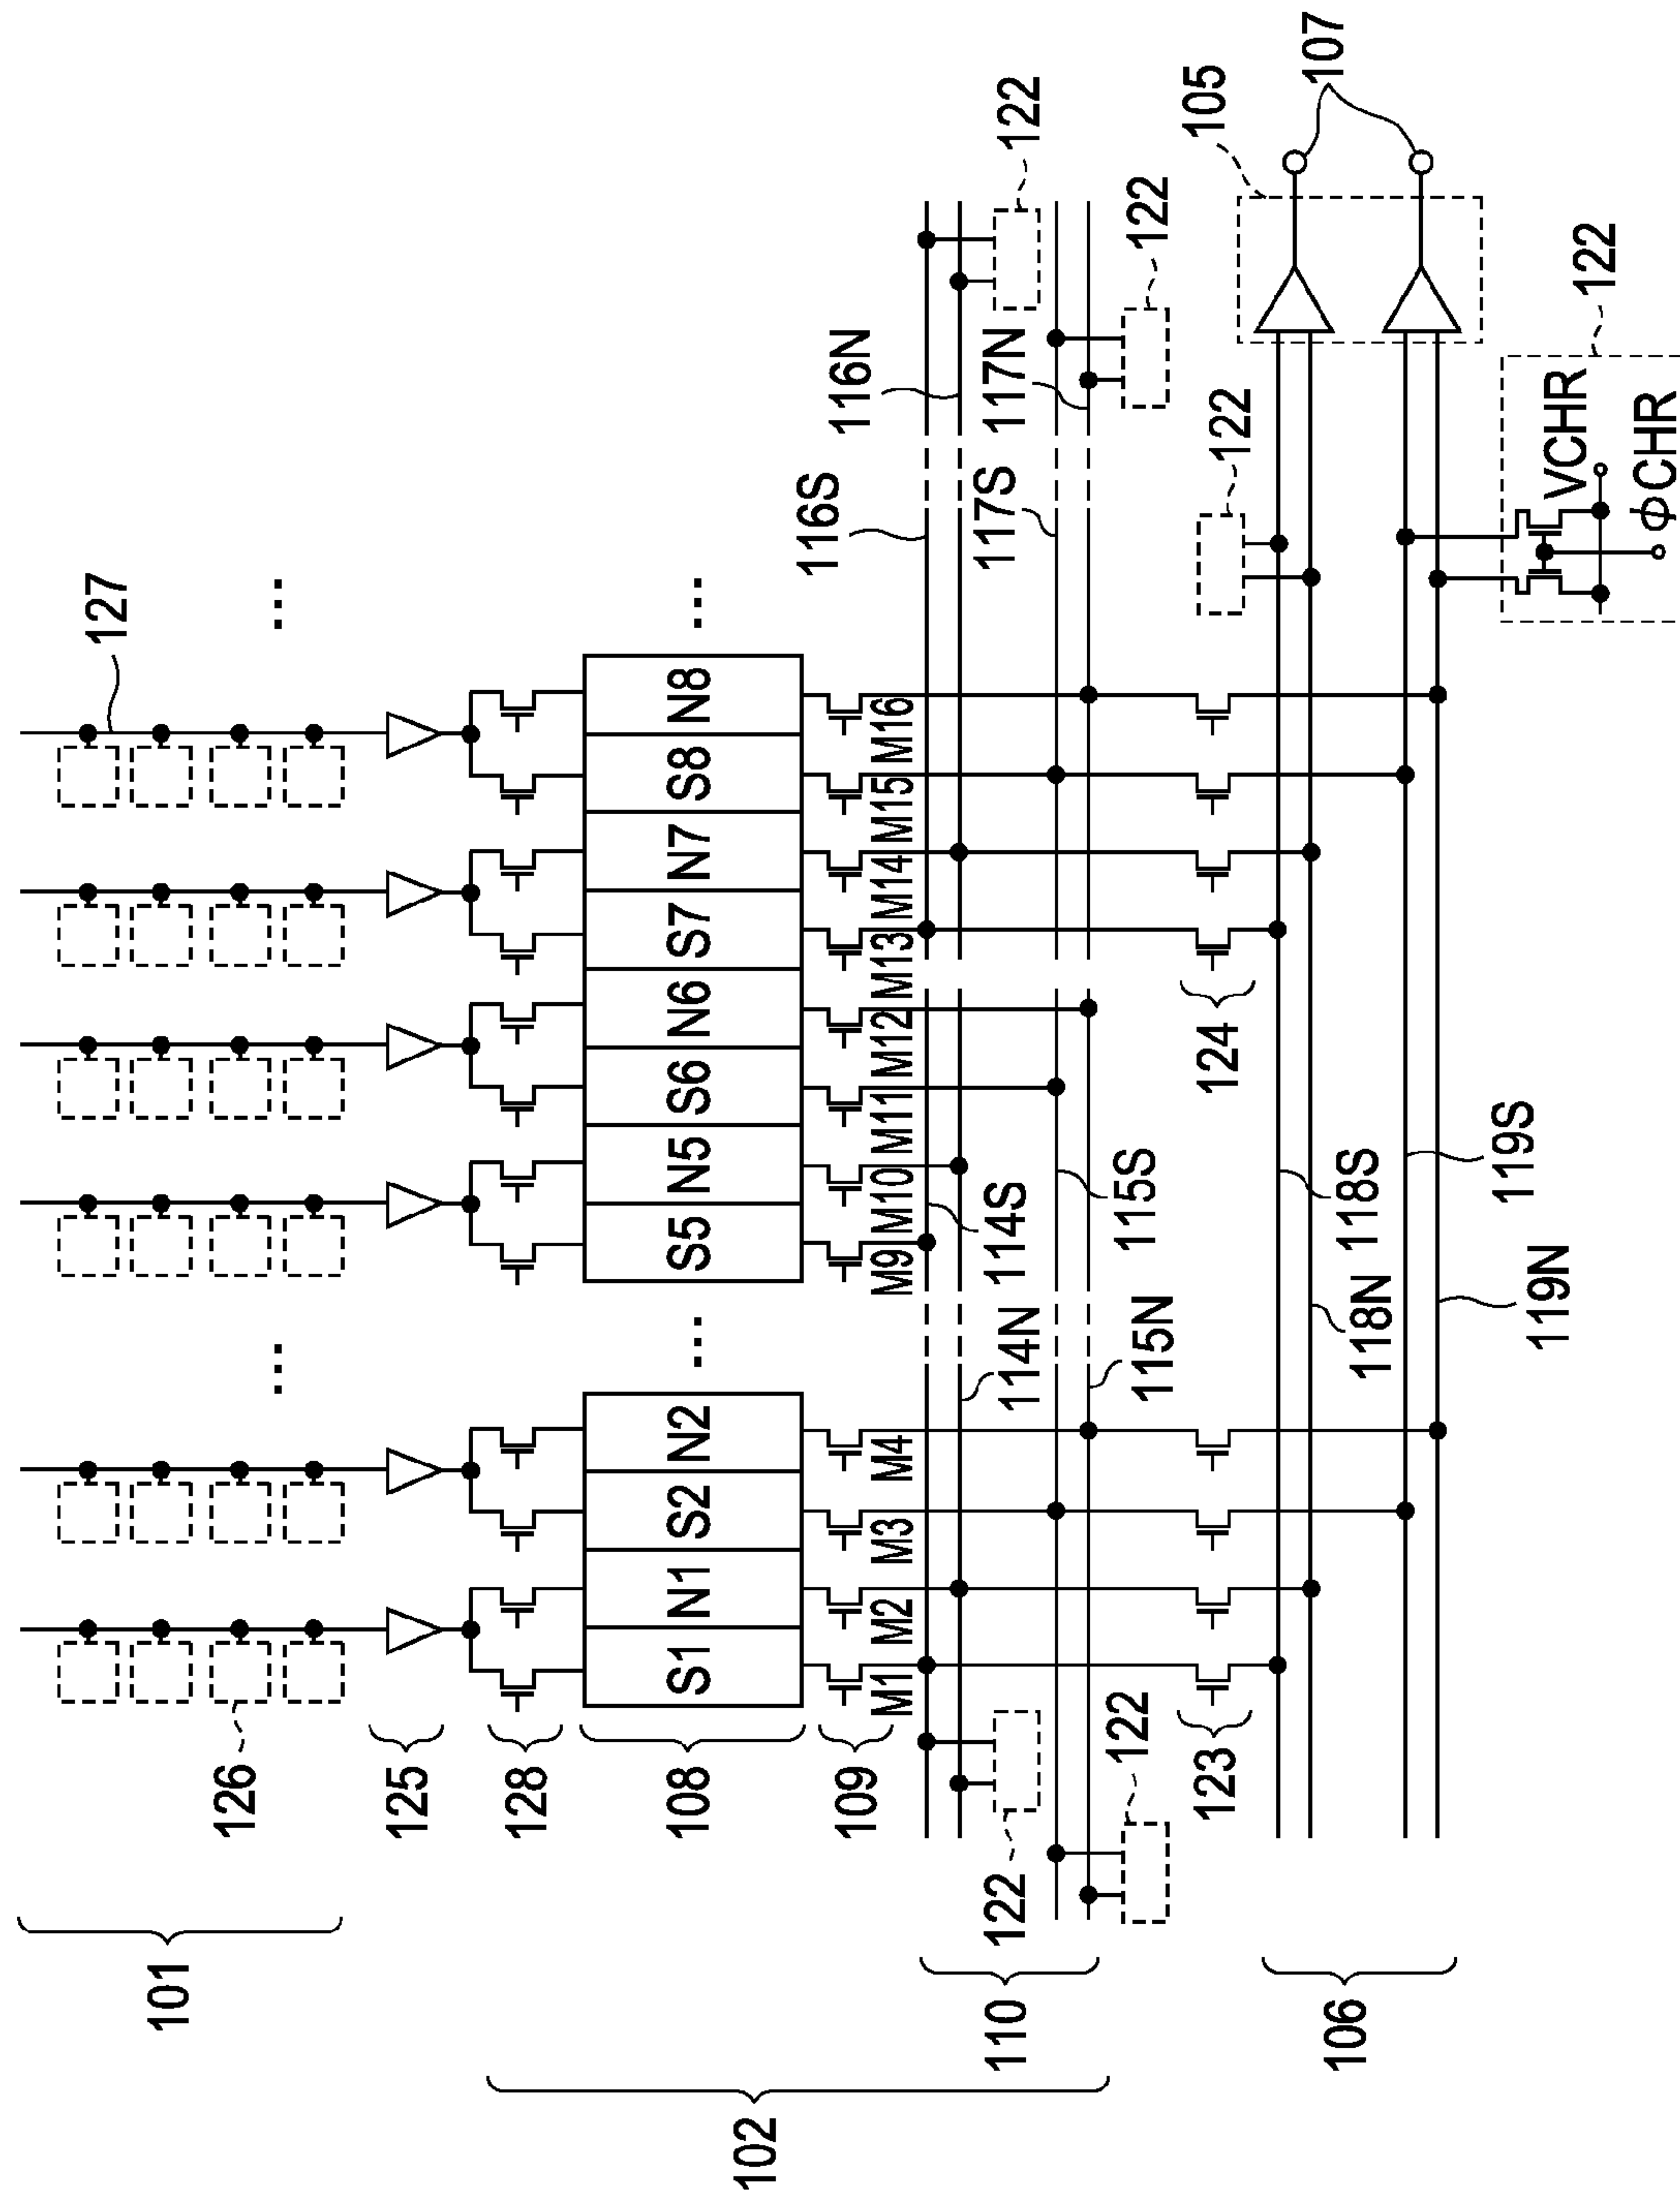 101
126
127
125
128
102
108
S1
N1
S2
N2
...
S5
N5
S6
N6
S7
N7
S8
N8
...
...
...
109
M1
M2
M3
M4
M9
M10
M11
M12
M13
M14
M15
M16
110
122
122
114N
114S
115N
115S
116S
116N
117S
117N
122
122
123
124
122
105
107
106
118N
118S
119N
119S
122
VCHR
ΦCHR